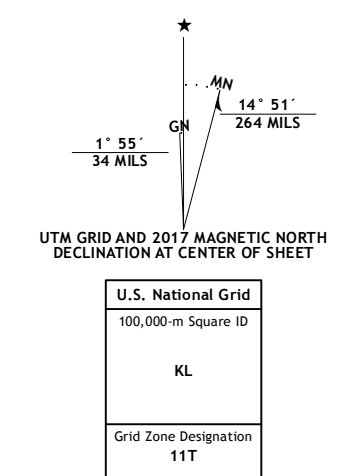 ★
MN
14° 51´
264 MILS
GN
1° 55´
34 MILS
UTM GRID AND 2017 MAGNETIC NORTH
DECLINATION AT CENTER OF SHEET
U.S. National Grid
100,000-m Square ID
KL
Grid Zone Designation
11T